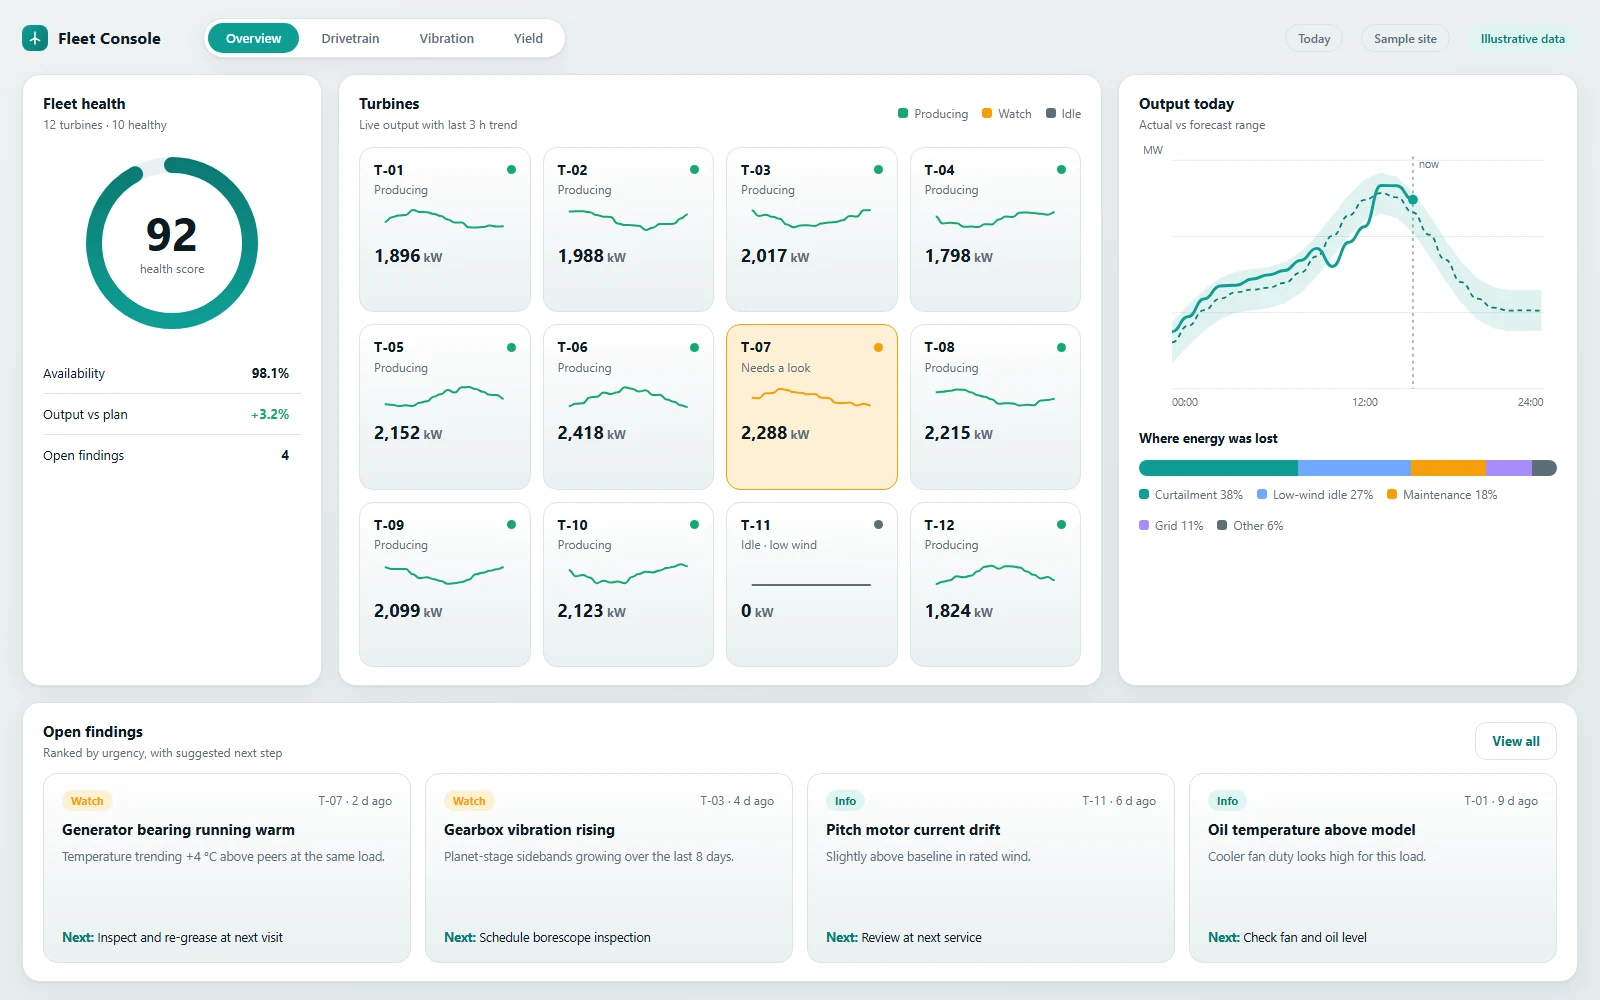 Fleet Console
Overview
Drivetrain
Vibration
Yield
Today
Sample site
Illustrative data
Fleet health
12 turbines · 10 healthy
92
health score
Availability 98.1%
Output vs plan +3.2%
Open findings 4
Turbines
Live output with last 3 h trend
Producing
Watch
Idle
T-01
Producing
1,896 kW
T-02
Producing
1,988 kW
T-03
Producing
2,017 kW
T-04
Producing
1,798 kW
T-05
Producing
2,152 kW
T-06
Producing
2,418 kW
T-07
Needs a look
2,288 kW
T-08
Producing
2,215 kW
T-09
Producing
2,099 kW
T-10
Producing
2,123 kW
T-11
Idle · low wind
0 kW
T-12
Producing
1,824 kW
Output today
Actual vs forecast range
MW
now
00:00
12:00
24:00
Where energy was lost
Curtailment 38%
Low-wind idle 27%
Maintenance 18%
Grid 11%
Other 6%
Open findings
Ranked by urgency, with suggested next step
View all
Watch
T-07 · 2 d ago
Generator bearing running warm
Temperature trending +4 °C above peers at the same load.
Next: Inspect and re-grease at next visit
Watch
T-03 · 4 d ago
Gearbox vibration rising
Planet-stage sidebands growing over the last 8 days.
Next: Schedule borescope inspection
Info
T-11 · 6 d ago
Pitch motor current drift
Slightly above baseline in rated wind.
Next: Review at next service
Info
T-01 · 9 d ago
Oil temperature above model
Cooler fan duty looks high for this load.
Next: Check fan and oil level